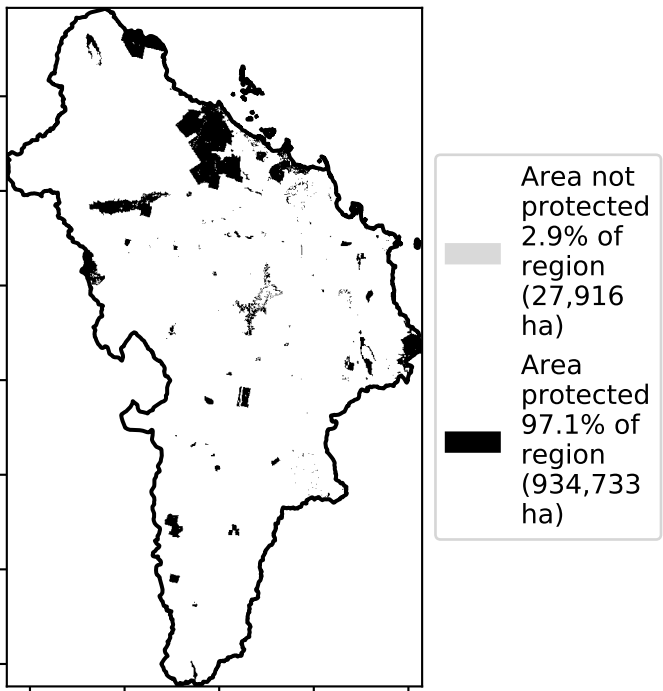 Area not
protected
2.9% of
region
(27,916
ha)
Area
protected
97.1% of
region
(934,733
ha)